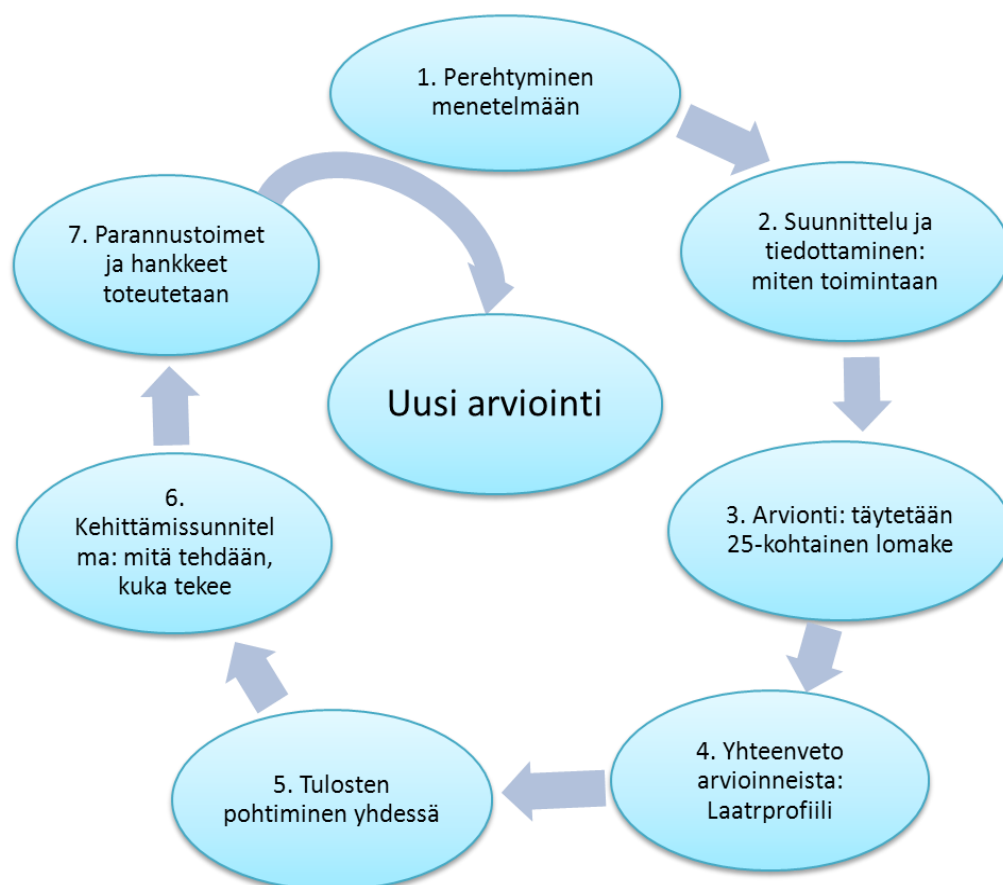 1. Perehtyminen
menetelmään
2. Suunnittelu ja
tiedottaminen:
miten toimintaan
3. Arvionti: täytetään
25-kohtainen lomake
4. Yhteenveto
arvioinneista:
Laatrprofiili
5. Tulosten
pohtiminen yhdessä
6.
Kehittämissunnitel
ma: mitä tehdään,
kuka tekee
7. Parannustoimet
ja hankkeet
toteutetaan
Uusi arviointi